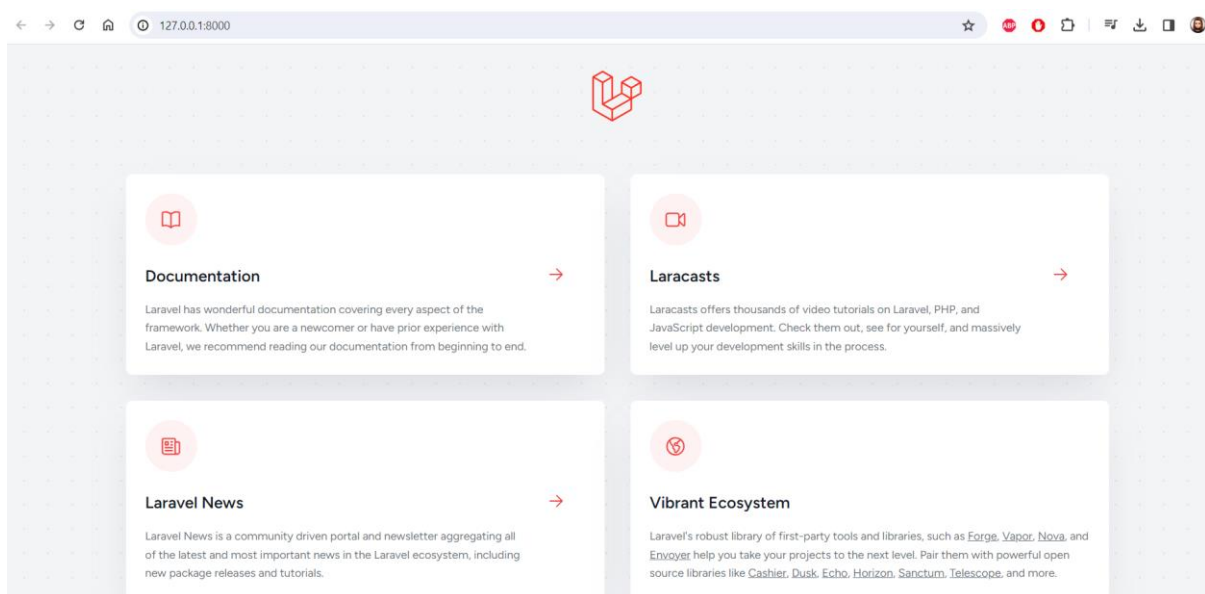 127.0.0.1:8000
ABP
Documentation
Laravel has wonderful documentation covering every aspect of the
framework. Whether you are a newcomer or have prior experience with
Laravel, we recommend reading our documentation from beginning to end.
Laracasts
Laracasts offers thousands of video tutorials on Laravel, PHP, and
JavaScript development. Check them out, see for yourself, and massively
level up your development skills in the process.
Laravel News
Laravel News is a community driven portal and newsletter aggregating all
of the latest and most important news in the Laravel ecosystem, including
new package releases and tutorials.
Vibrant Ecosystem
Laravel's robust library of first-party tools and libraries, such as Forge, Vapor, Nova, and
Envoyer help you take your projects to the next level. Pair them with powerful open
source libraries like Cashier, Dusk, Echo, Horizon, Sanctum, Telescope, and more.